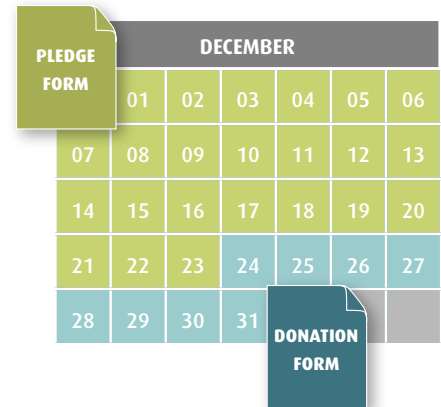 PLEDGE
FORM
DECEMBER
01 02 03 04 05 06
07 08 09 10 11 12 13
14 15 16 17 18 19 20
21 22 23 24 25 26 27
28 29 30 31
DONATION
FORM